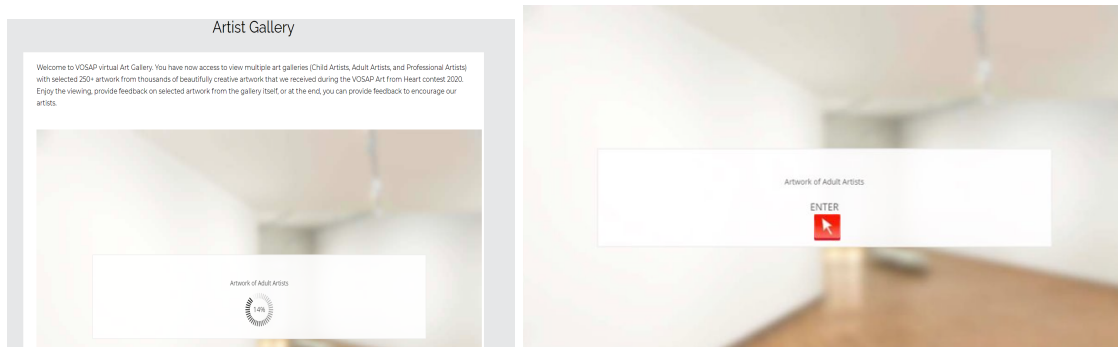 Artist Gallery
Welcome to VOSAP virtual Art Gallery. You have now access to view multiple art galleries (Child Artists, Adult Artists, and Professional Artists)
with selected 250+ artwork from thousands of beautifully creative artwork that we received during the VOSAP Art from Heart contest 2020.
Enjoy the viewing, provide feedback on selected artwork from the gallery itself, or at the end, you can provide feedback to encourage our
artists.
Artwork of Adult Artists
14%
Artwork of Adult Artists
ENTER